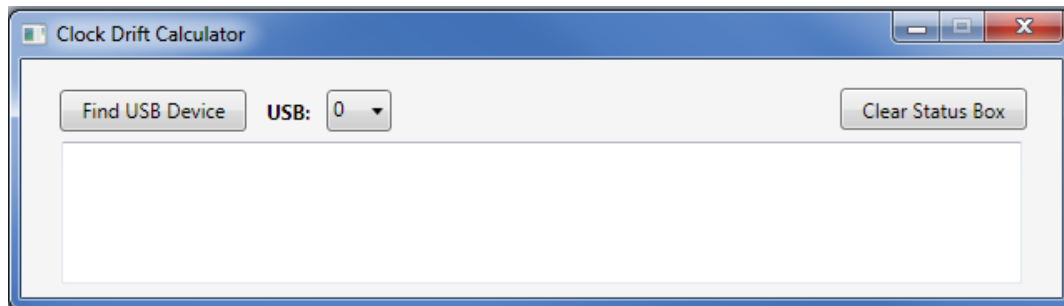 Clock Drift Calculator
Find USB Device USB: 0 Clear Status Box